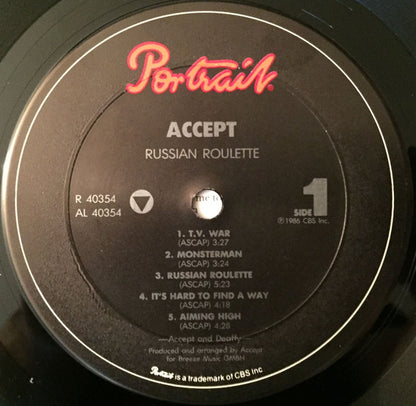 Portrait
ACCEPT
RUSSIAN ROULETTE
R 40354
AL 40354
SIDE 1
℗1986 CBS Inc.
me to
1. T.V. WAR
(ASCAP) 3:27
2. MONSTERMAN
(ASCAP) 3:24
3. RUSSIAN ROULETTE
(ASCAP) 5:23
4. IT'S HARD TO FIND A WAY
(ASCAP) 4:18
5. AIMING HIGH
(ASCAP) 4:28
—Accept and Deaffy—
Produced and arranged by Accept
for Breeze Music GMBH
Portrait is a trademark of CBS Inc